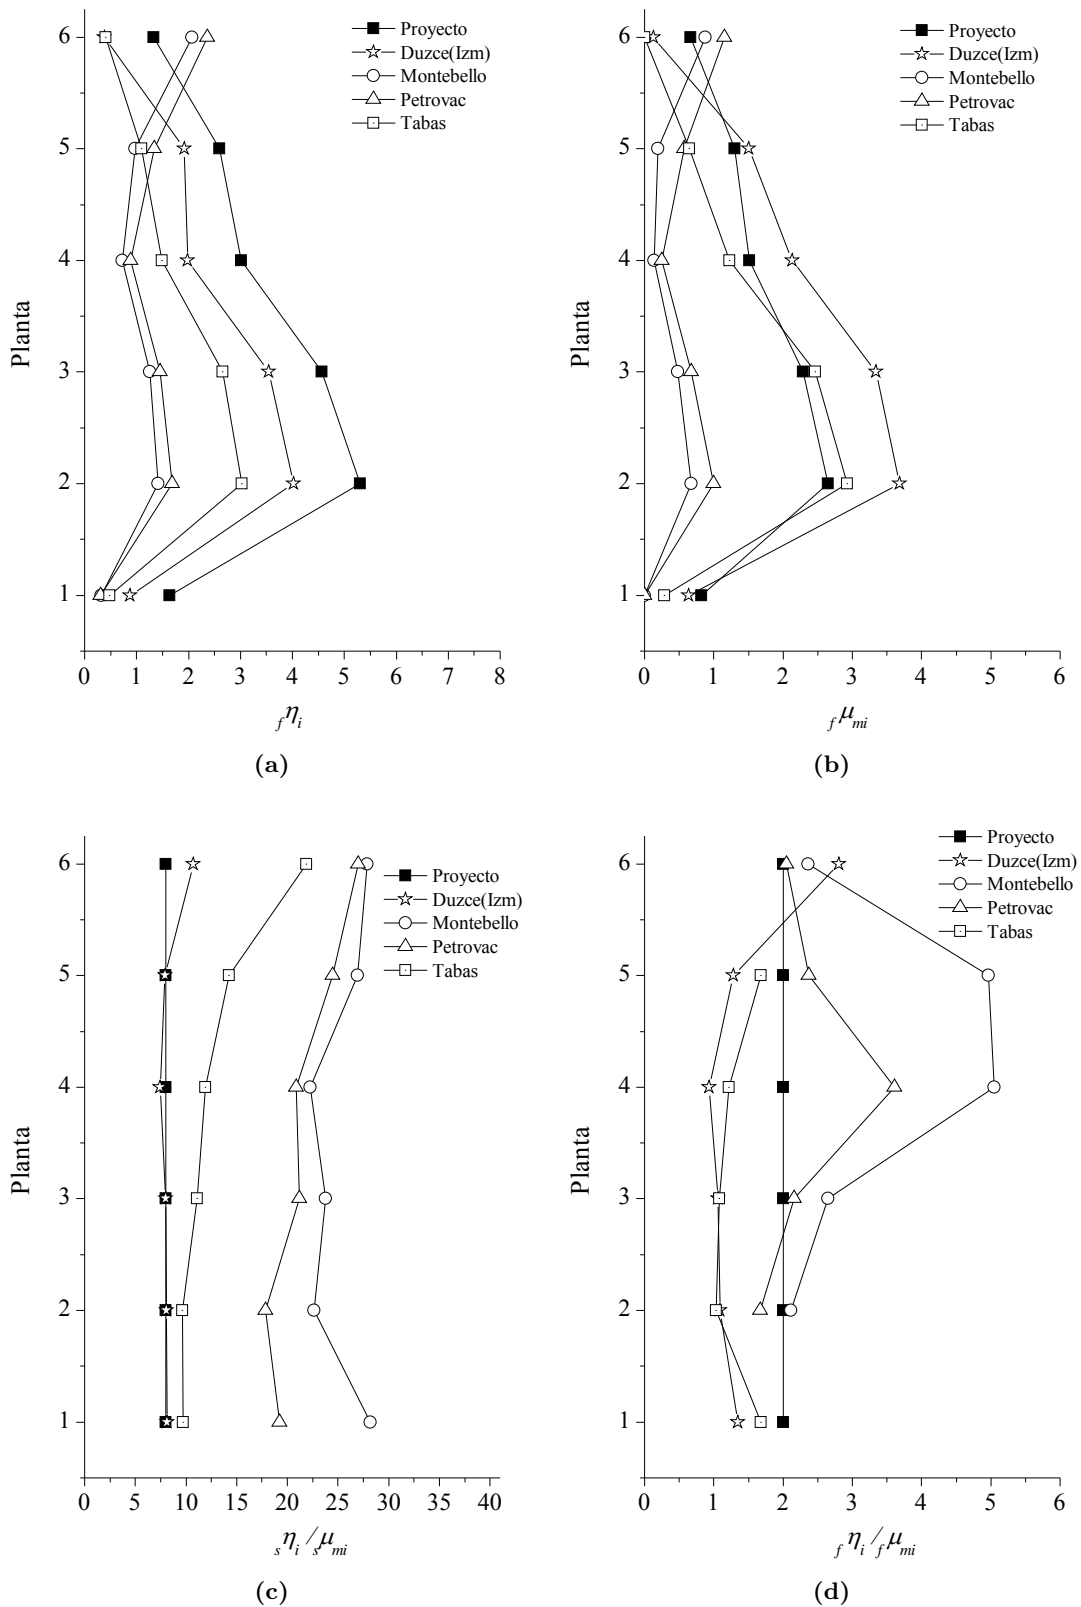 Proyecto
Duzce(Izm)
Montebello
Petrovac
Tabas
6
5
4
3
2
1
Planta
0 1 2 3 4 5 6 7 8
fηi
(a)
Proyecto
Duzce(Izm)
Montebello
Petrovac
Tabas
6
5
4
3
2
1
Planta
0 1 2 3 4 5 6
fμmi
(b)
Proyecto
Duzce(Izm)
Montebello
Petrovac
Tabas
6
5
4
3
2
1
Planta
0 5 10 15 20 25 30 35 40
sηi/sμmi
(c)
Proyecto
Duzce(Izm)
Montebello
Petrovac
Tabas
6
5
4
3
2
1
Planta
0 1 2 3 4 5 6
fηi/fμmi
(d)